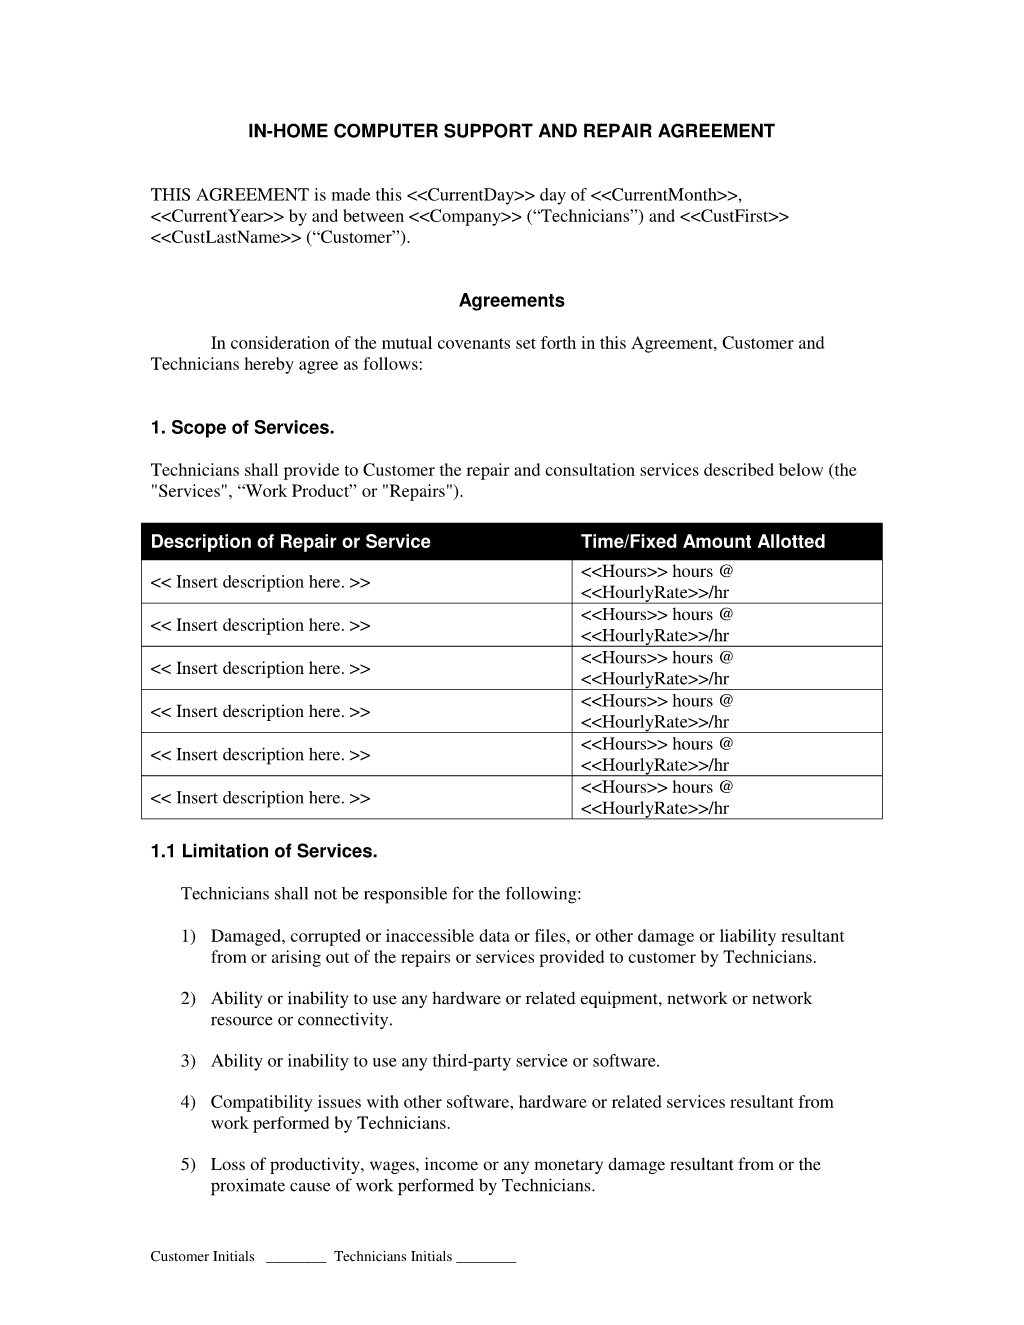 IN-HOME COMPUTER SUPPORT AND REPAIR AGREEMENT
THIS AGREEMENT is made this <<CurrentDay>> day of <<CurrentMonth>>,
<<CurrentYear>> by and between <<Company>> (“Technicians”) and <<CustFirst>>
<<CustLastName>> (“Customer”).
Agreements
In consideration of the mutual covenants set forth in this Agreement, Customer and
Technicians hereby agree as follows:
1. Scope of Services.
Technicians shall provide to Customer the repair and consultation services described below (the
"Services", “Work Product” or "Repairs").
Description of Repair or Service Time/Fixed Amount Allotted
<< Insert description here. >> <<Hours>> hours @
<<HourlyRate>>/hr
<< Insert description here. >> <<Hours>> hours @
<<HourlyRate>>/hr
<< Insert description here. >> <<Hours>> hours @
<<HourlyRate>>/hr
<< Insert description here. >> <<Hours>> hours @
<<HourlyRate>>/hr
<< Insert description here. >> <<Hours>> hours @
<<HourlyRate>>/hr
<< Insert description here. >> <<Hours>> hours @
<<HourlyRate>>/hr
1.1 Limitation of Services.
Technicians shall not be responsible for the following:
1) Damaged, corrupted or inaccessible data or files, or other damage or liability resultant
from or arising out of the repairs or services provided to customer by Technicians.
2) Ability or inability to use any hardware or related equipment, network or network
resource or connectivity.
3) Ability or inability to use any third-party service or software.
4) Compatibility issues with other software, hardware or related services resultant from
work performed by Technicians.
5) Loss of productivity, wages, income or any monetary damage resultant from or the
proximate cause of work performed by Technicians.
Customer Initials ________ Technicians Initials ________